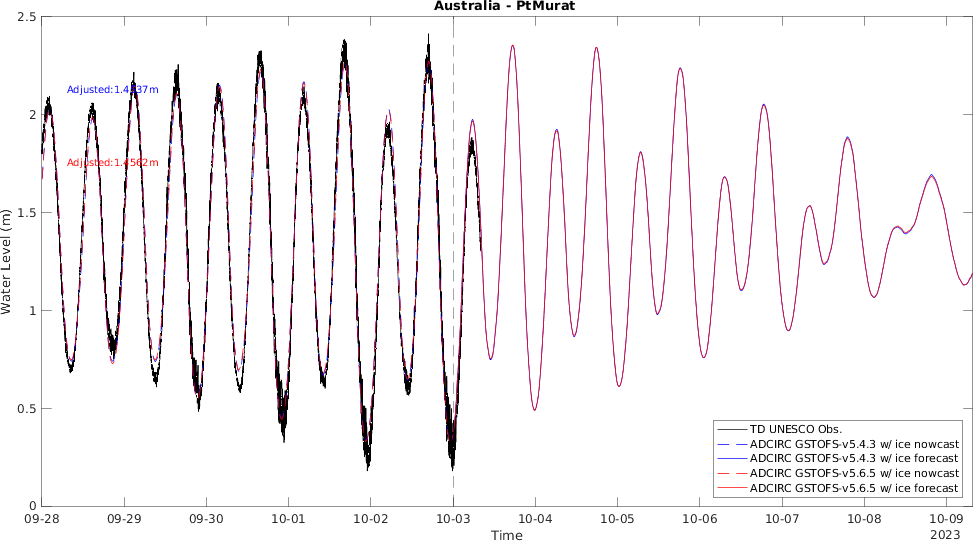 Australia - PtMurat
2.5
2
1.5
1
0.5
0
Water Level (m)
Adjusted:1.4537m
Adjusted:1.4562m
TD UNESCO Obs.
ADCIRC GSTOFS-v5.4.3 w/ ice nowcast
ADCIRC GSTOFS-v5.4.3 w/ ice forecast
ADCIRC GSTOFS-v5.6.5 w/ ice nowcast
ADCIRC GSTOFS-v5.6.5 w/ ice forecast
09-28 09-29 09-30 10-01 10-02 10-03 10-04 10-05 10-06 10-07 10-08 10-09
2023
Time